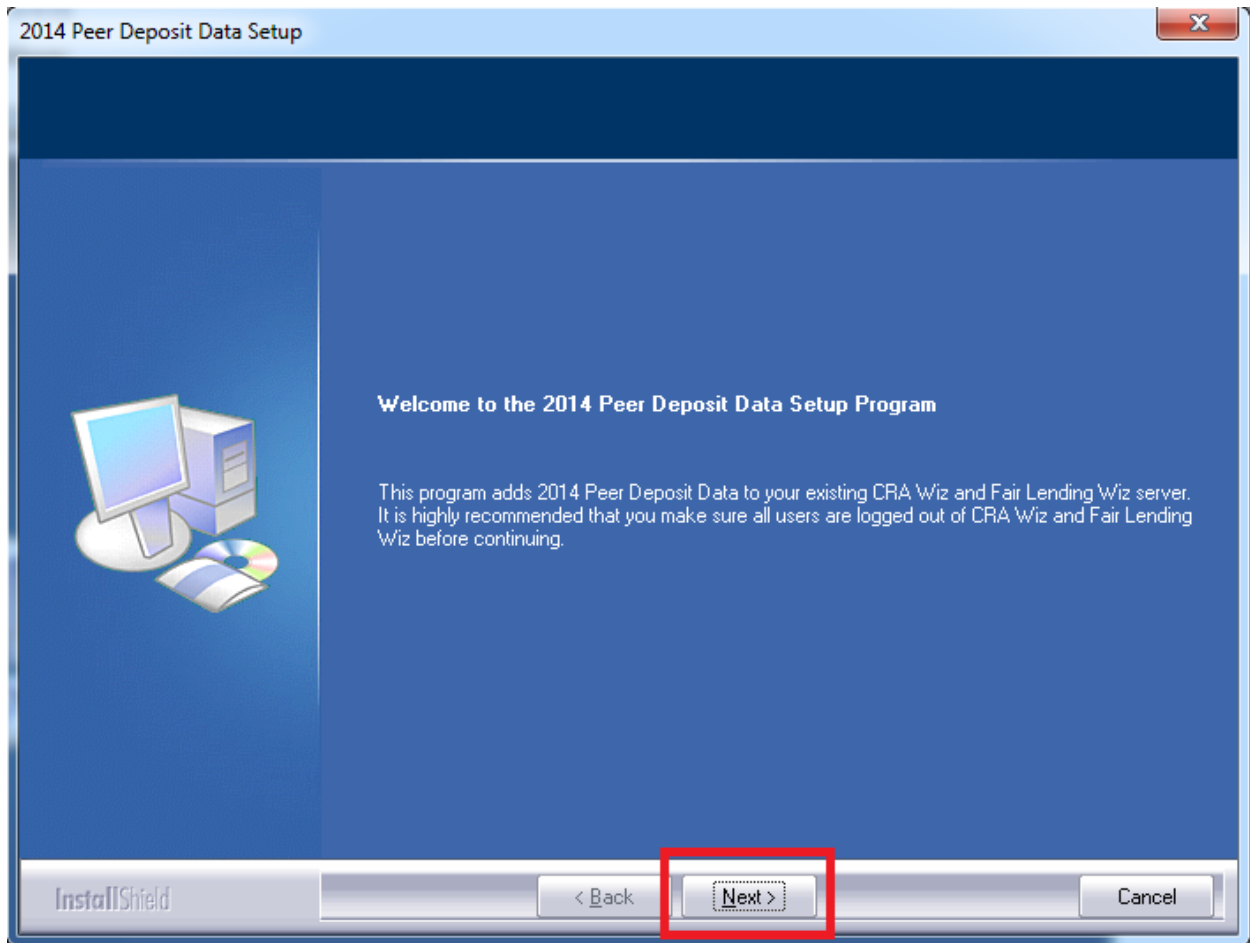 2014 Peer Deposit Data Setup
Welcome to the 2014 Peer Deposit Data Setup Program
This program adds 2014 Peer Deposit Data to your existing CRA Wiz and Fair Lending Wiz server.
It is highly recommended that you make sure all users are logged out of CRA Wiz and Fair Lending
Wiz before continuing.
InstallShield
< Back
Next >
Cancel